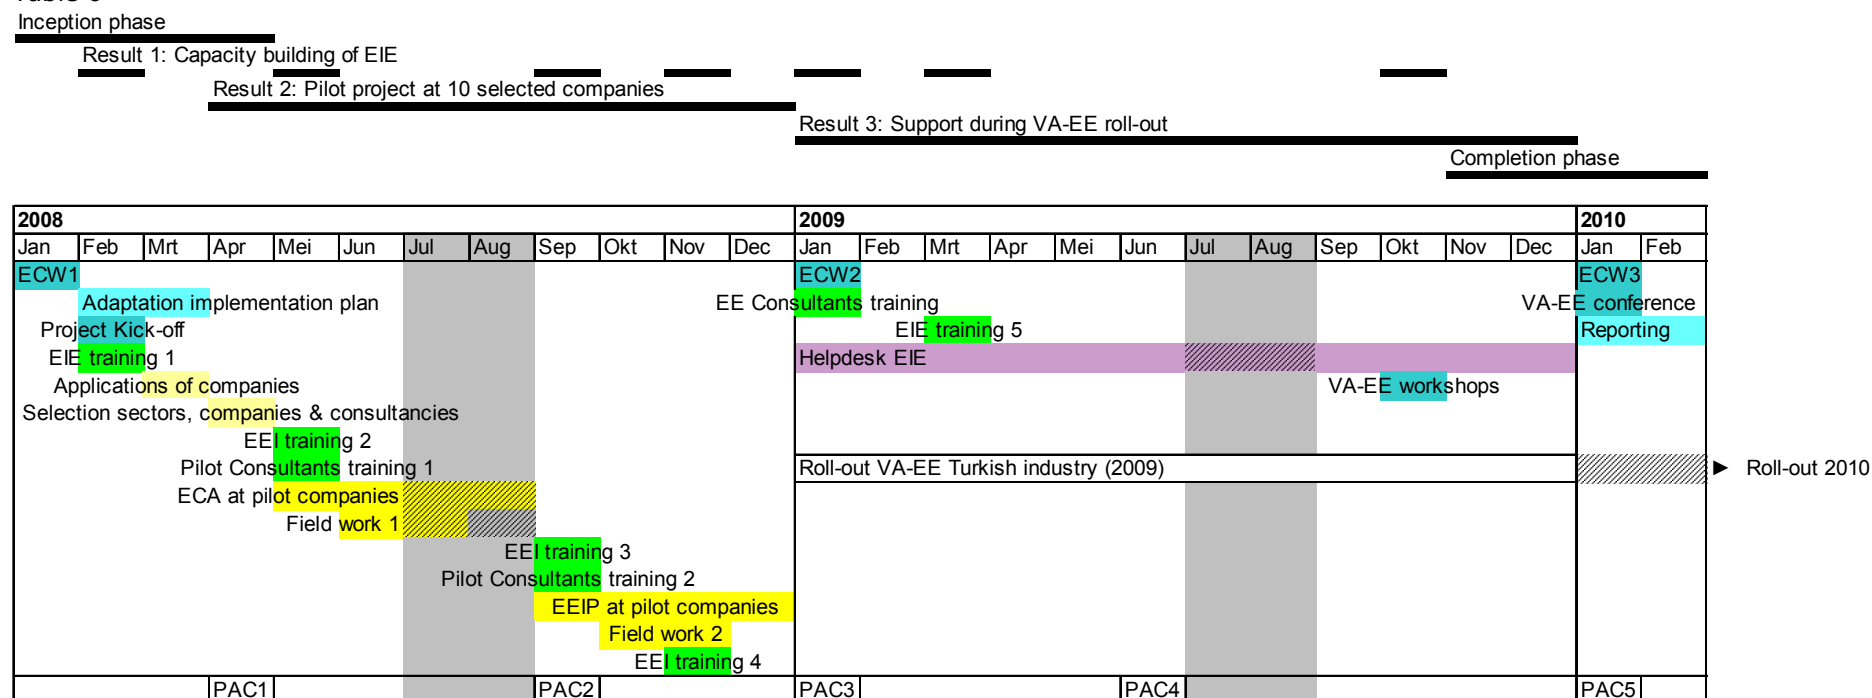 Table 3
Inception phase
Result 1: Capacity building of EIE
Result 2: Pilot project at 10 selected companies
Result 3: Support during VA-EE roll-out
Completion phase
2008 2009 2010
Jan Feb Mrt Apr Mei Jun Jul Aug Sep Okt Nov Dec Jan Feb Mrt Apr Mei Jun Jul Aug Sep Okt Nov Dec Jan Feb
ECW1 ECW2 ECW3
Adaptation implementation plan EE Consultants training VA-EE conference
Project Kick-off EIE training 5 Reporting
EIE training 1 Helpdesk EIE
Applications of companies VA-EE workshops
Selection sectors, companies & consultancies
EEI training 2
Pilot Consultants training 1 Roll-out VA-EE Turkish industry (2009) Roll-out 2010
ECA at pilot companies
Field work 1
EEI training 3
Pilot Consultants training 2
EEIP at pilot companies
Field work 2
EEI training 4
PAC1 PAC2 PAC3 PAC4 PAC5